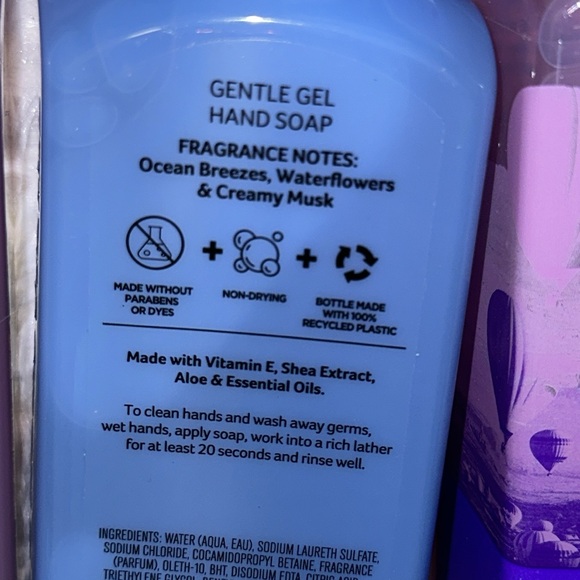 GENTLE GEL
HAND SOAP
FRAGRANCE NOTES:
Ocean Breezes, Waterflowers
& Creamy Musk
MADE WITHOUT
PARABENS
OR DYES
NON-DRYING
BOTTLE MADE
WITH 100%
RECYCLED PLASTIC
Made with Vitamin E, Shea Extract,
Aloe & Essential Oils.
To clean hands and wash away germs,
wet hands, apply soap, work into a rich lather
for at least 20 seconds and rinse well.
INGREDIENTS: WATER (AQUA, EAU), SODIUM LAURETH SULFATE,
SODIUM CHLORIDE, COCAMIDOPROPYL BETAINE, FRAGRANCE
(PARFUM), OLETH-10, BHT, DISODIUM EDTA, CITRIC ACID,
TRIETHYLENE GLYCOL,